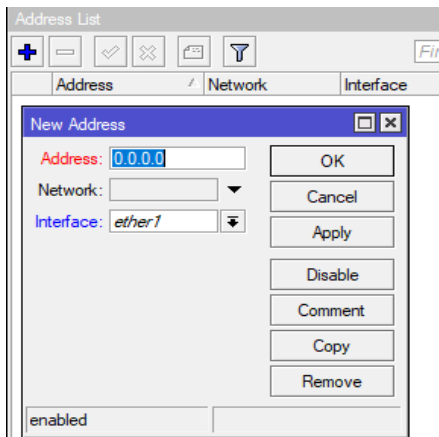 Address List
Fir
Address Network Interface
New Address
Address: 0.0.0.0
Network:
Interface: ether1
OK
Cancel
Apply
Disable
Comment
Copy
Remove
enabled